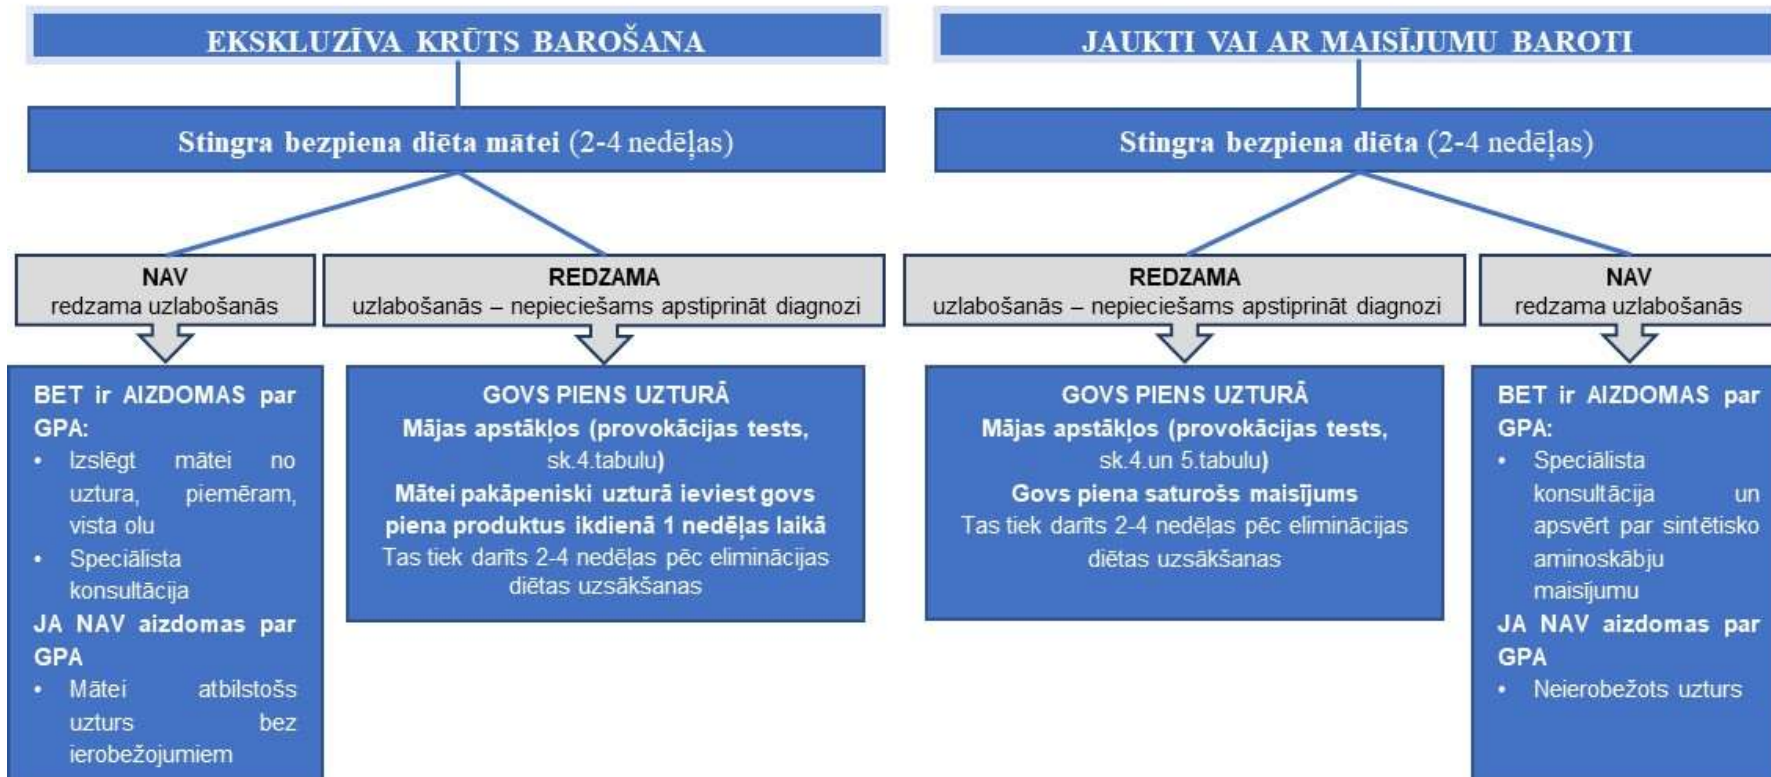 EKSKLUZĪVA KRŪTS BAROŠANA
Stingra bezpiena diēta mātei (2-4 nedēļas)
NAV
redzama uzlabošanās
REDZAMA
uzlabošanās – nepieciešams apstiprināt diagnozi
BET ir AIZDOMAS par
GPA:
• Izslēgt mātei no
uztura, piemēram,
vista olu
• Speciālista
konsultācija
JA NAV aizdomas par
GPA
• Mātei atbilstošs
uzturs bez
ierobežojumiem
GOVS PIENS UZTURĀ
Mājas apstākļos (provokācijas tests,
sk.4.tabulu)
Mātei pakāpeniski uzturā ieviest govs
piena produktus ikdienā 1 nedēļas laikā
Tas tiek darīts 2-4 nedēļas pēc eliminācijas
diētas uzsākšanas
JAUKTI VAI AR MAISĪJUMU BAROTI
Stingra bezpiena diēta (2-4 nedēļas)
REDZAMA
uzlabošanās – nepieciešams apstiprināt diagnozi
NAV
redzama uzlabošanās
GOVS PIENS UZTURĀ
Mājas apstākļos (provokācijas tests,
sk.4.un 5.tabulu)
Govs piena saturošs maisījums
Tas tiek darīts 2-4 nedēļas pēc eliminācijas
diētas uzsākšanas
BET ir AIZDOMAS par
GPA:
• Speciālista
konsultācija un
apsvērt par sintētisko
aminoskābju
maisījumu
JA NAV aizdomas par
GPA
• Neierobežots uzturs